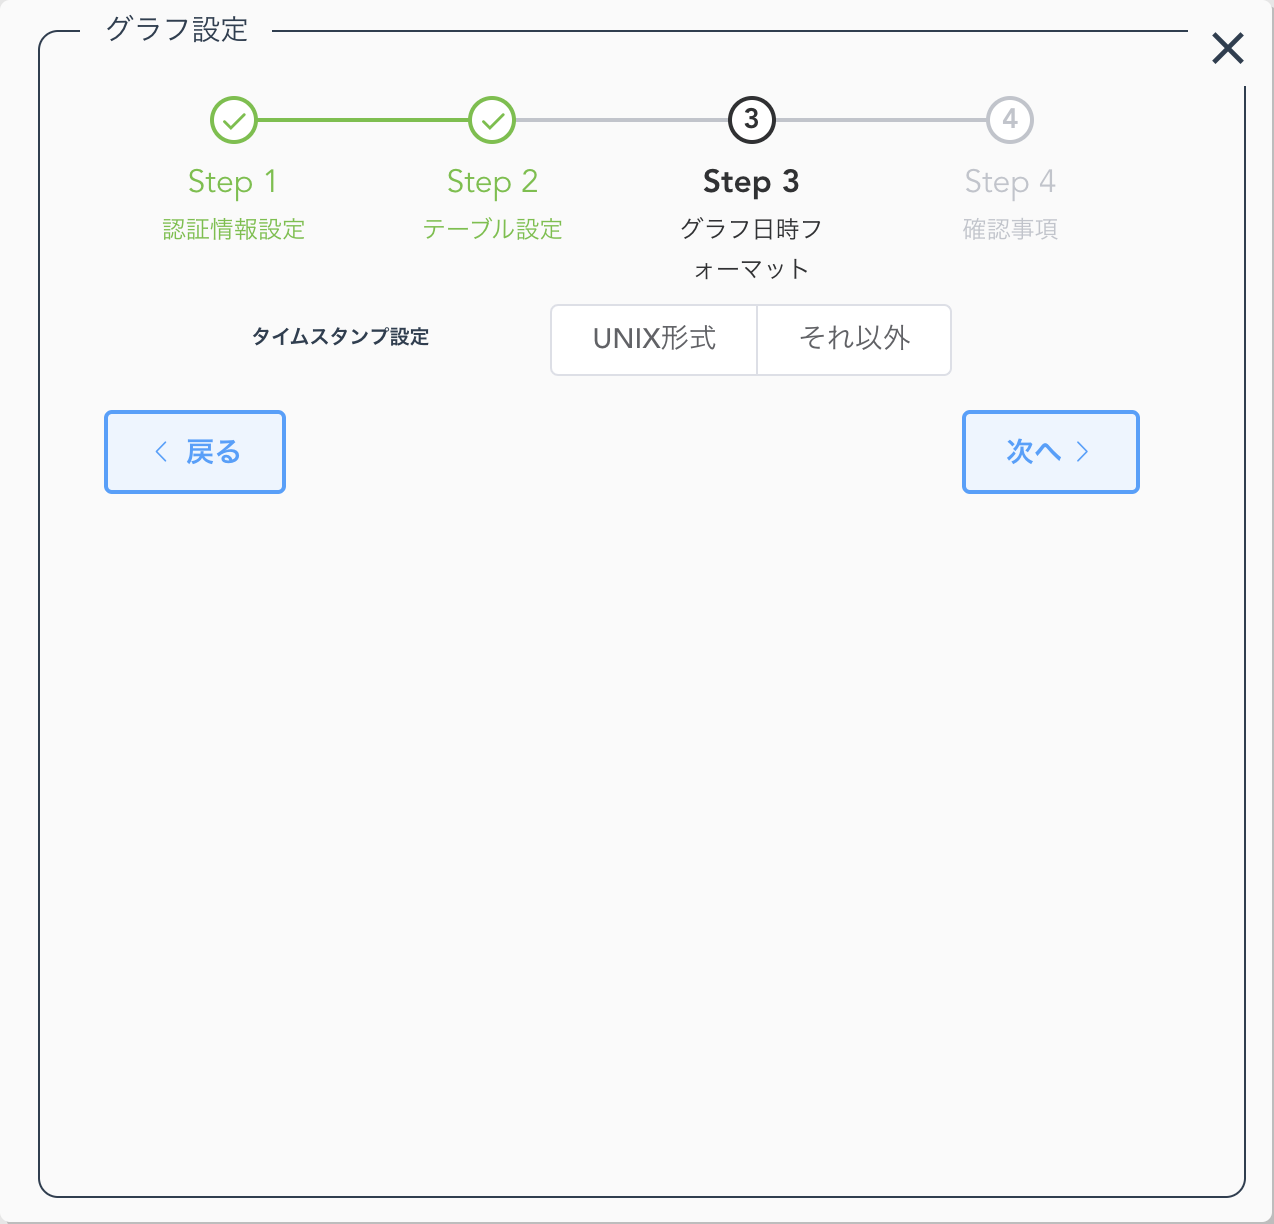 グラフ設定
3
4
Step 1
Step 2
Step 3
Step 4
認証情報設定
テーブル設定
グラフ日時フ
ォーマット
確認事項
タイムスタンプ設定
UNIX形式
それ以外
戻る
次へ